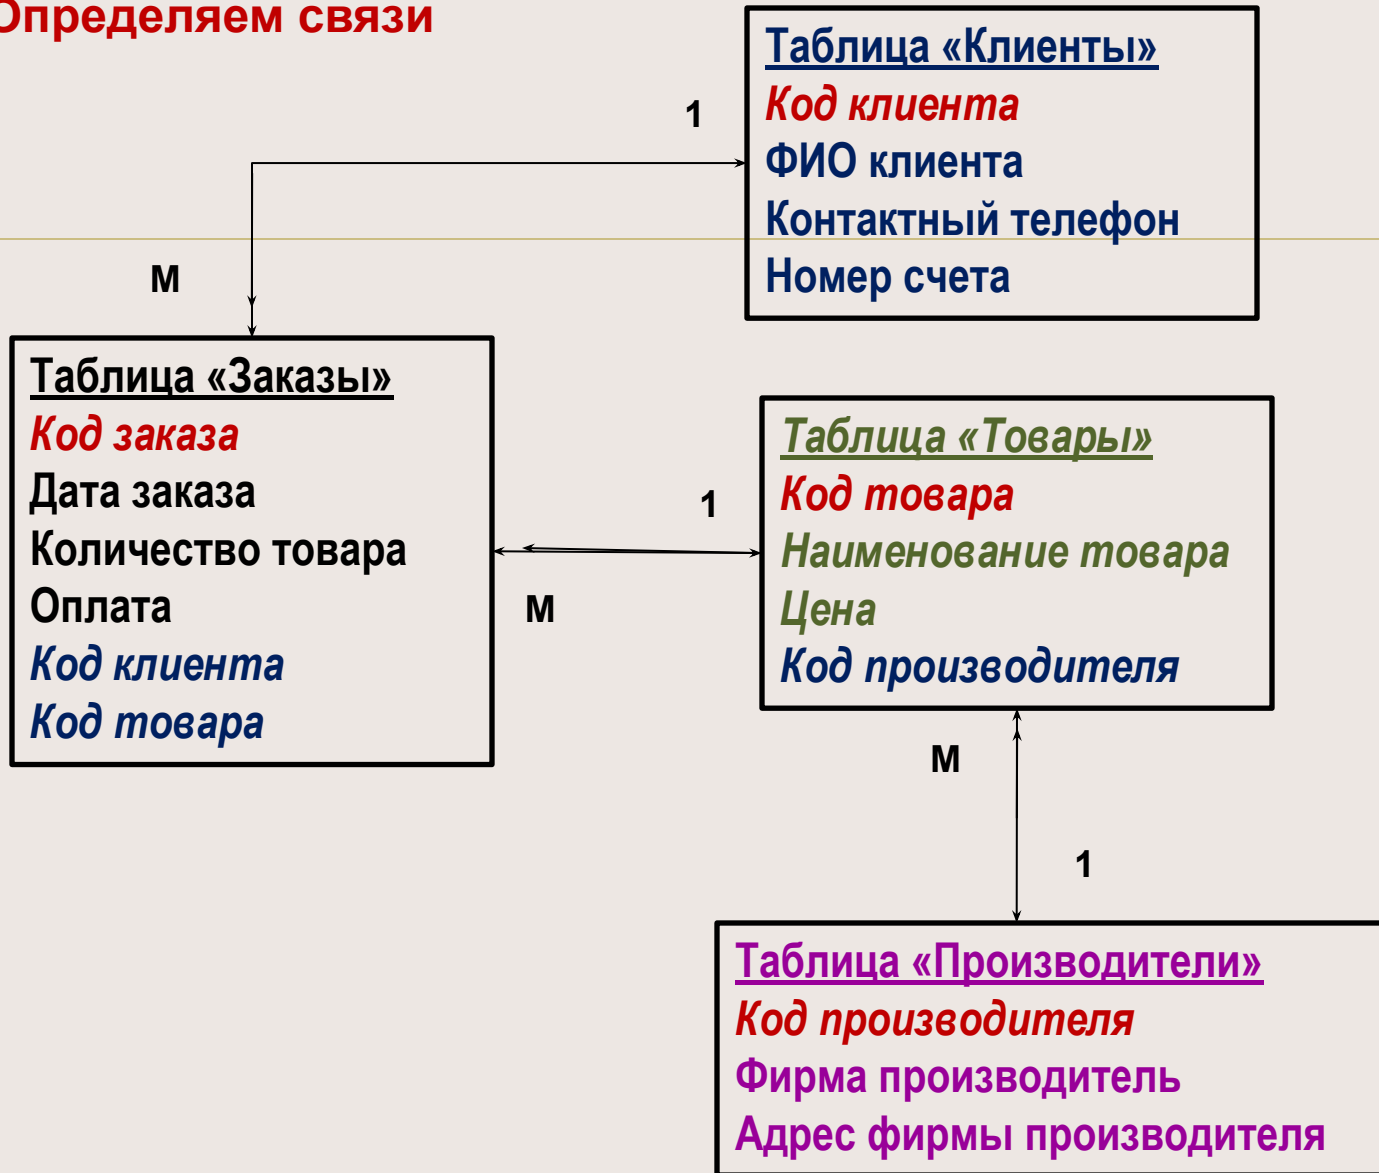 Определяем связи
Таблица «Клиенты»
Код клиента
ФИО клиента
Контактный телефон
Номер счета
1
М
Таблица «Заказы»
Код заказа
Дата заказа
Количество товара
Оплата
Код клиента
Код товара
1
М
Таблица «Товары»
Код товара
Наименование товара
Цена
Код производителя
М
1
Таблица «Производители»
Код производителя
Фирма производитель
Адрес фирмы производителя